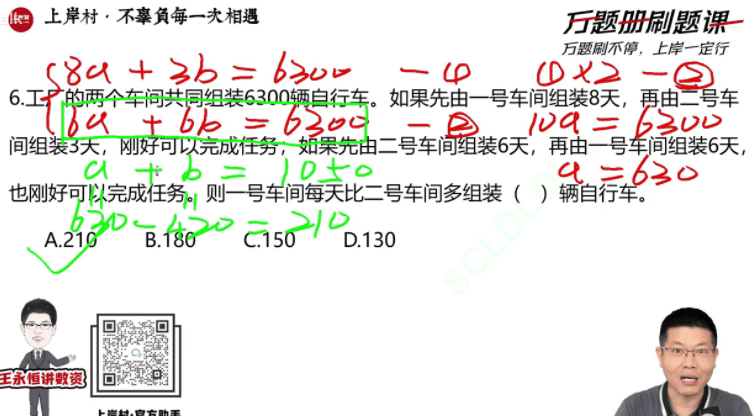 上岸村·不辜負每一次相遇
万题册刷题课
万题刷不停，上岸一定行
8a + 3b = 6300 —① ①×2 —②
6.工厂的两个车间共同组装6300辆自行车。如果先由一号车间组装8天，再由二号车
6a + 6b = 6300 —② 10a = 6300
间组装3天，刚好可以完成任务；如果先由二号车间组装6天，再由一号车间组装6天，
a + b = 1050 a = 630
也刚好可以完成任务。则一号车间每天比二号车间多组装（ ）辆自行车。
630 - 420 = 210
A.210 B.180 C.150 D.130
王永恒讲数资
上岸村·官方助手